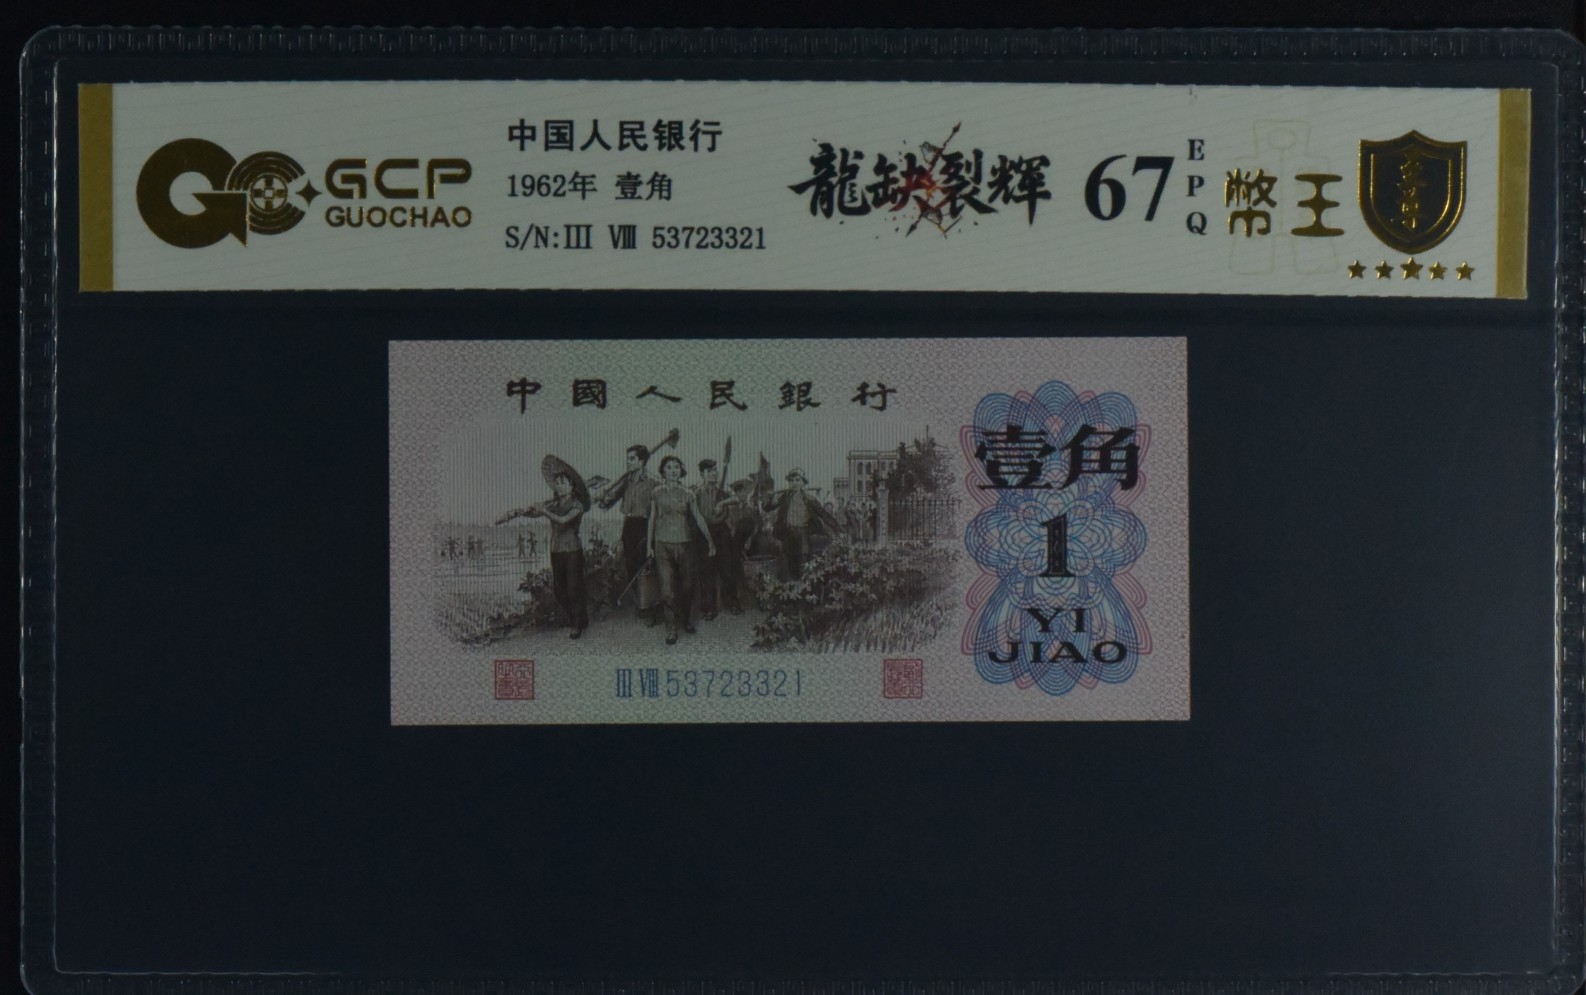 GCP
GUOCHAO
中国人民银行
1962年 壹角
S/N:III VIII 53723321
龍缺裂輝
67
EPQ
幣王
中國人民銀行
壹角
1
YI
JIAO
III VIII 53723321